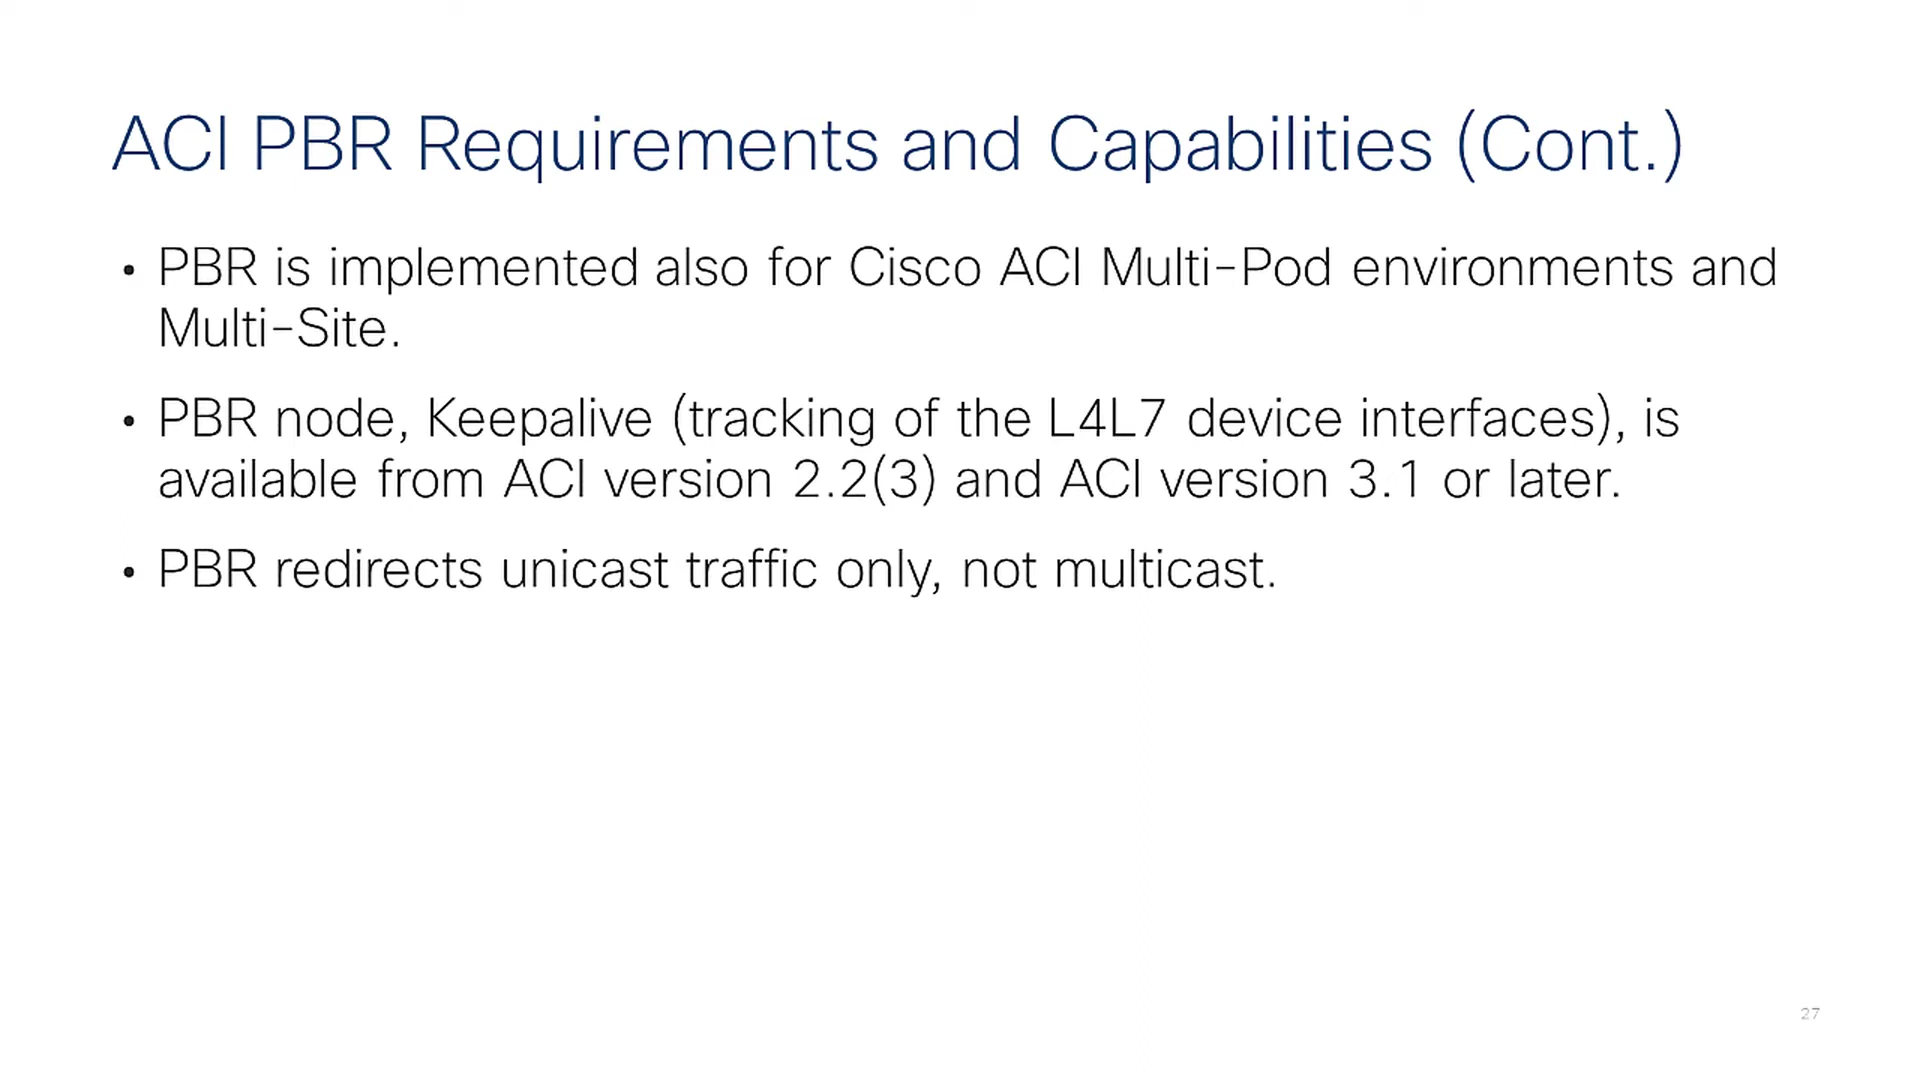 ACI PBR Requirements and Capabilities (Cont.)
• PBR is implemented also for Cisco ACI Multi-Pod environments and
Multi-Site.
• PBR node, Keepalive (tracking of the L4L7 device interfaces), is
available from ACI version 2.2(3) and ACI version 3.1 or later.
• PBR redirects unicast traffic only, not multicast.
27